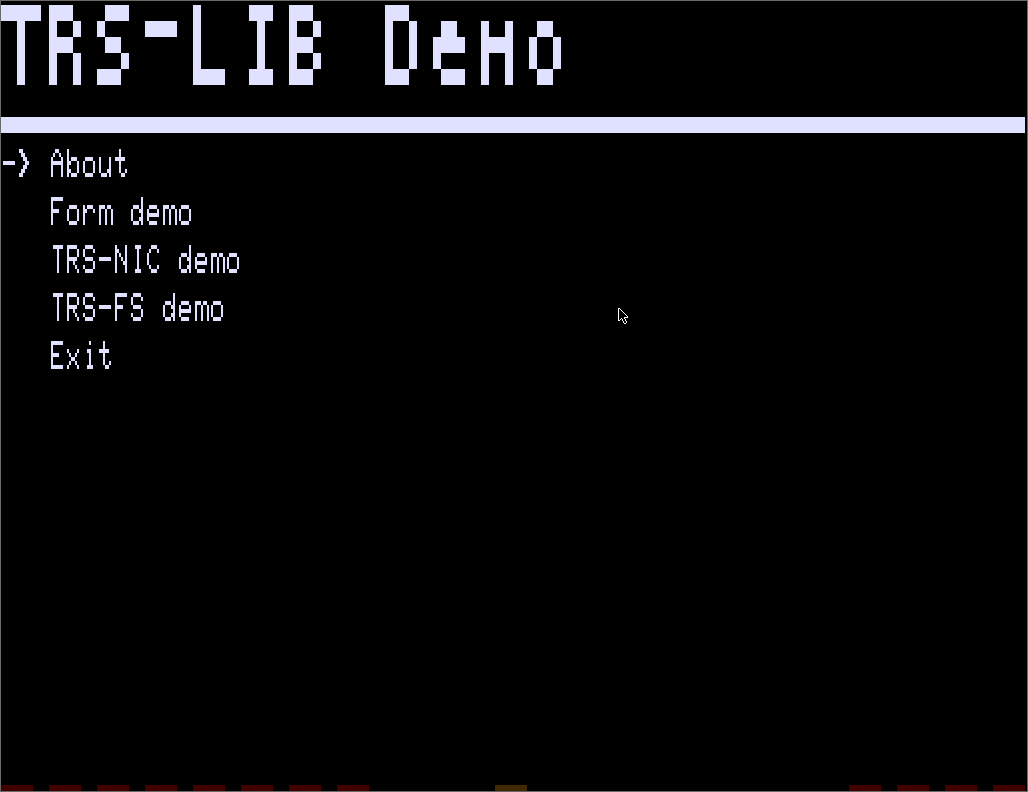 TRS-LIB Demo
-> About
Form demo
TRS-NIC demo
TRS-FS demo
Exit